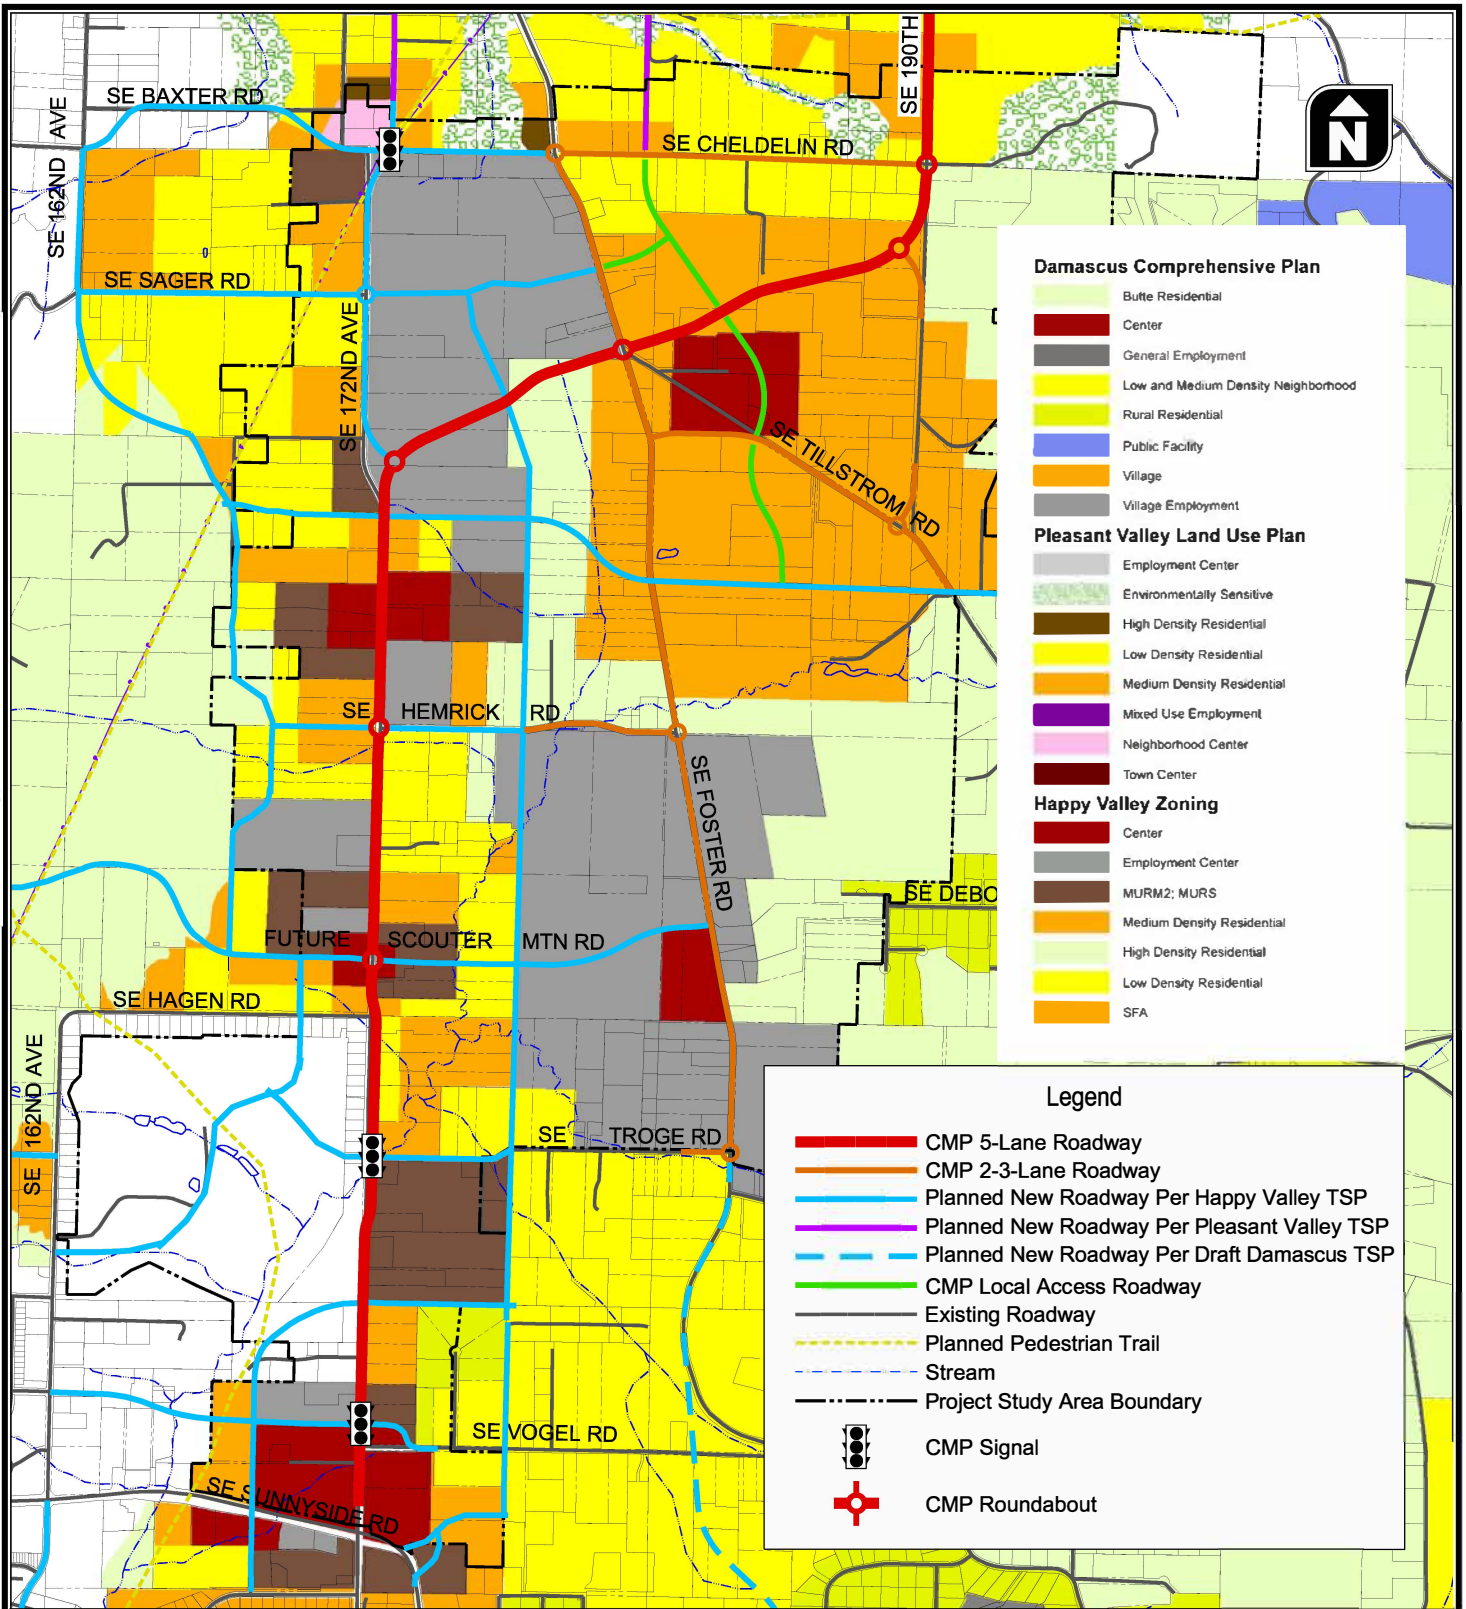 SE 190TH
SE BAXTER RD
SE 162ND AVE
SE CHELDELIN RD
N
SE SAGER RD
SE 172ND AVE
SE TILLSTROM RD
SE HEMRICK RD
SE FOSTER RD
SE DEBO
FUTURE SCOUTER MTN RD
SE HAGEN RD
SE 162ND AVE
SE TROGE RD
SE VOGEL RD
SE SUNNYSIDE RD
Damascus Comprehensive Plan
Butte Residential
Center
General Employment
Low and Medium Density Neighborhood
Rural Residential
Public Facility
Village
Village Employment
Pleasant Valley Land Use Plan
Employment Center
Environmentally Sensitive
High Density Residential
Low Density Residential
Medium Density Residential
Mixed Use Employment
Neighborhood Center
Town Center
Happy Valley Zoning
Center
Employment Center
MURM2; MURS
Medium Density Residential
High Density Residential
Low Density Residential
SFA
Legend
CMP 5-Lane Roadway
CMP 2-3-Lane Roadway
Planned New Roadway Per Happy Valley TSP
Planned New Roadway Per Pleasant Valley TSP
Planned New Roadway Per Draft Damascus TSP
CMP Local Access Roadway
Existing Roadway
Planned Pedestrian Trail
Stream
Project Study Area Boundary
CMP Signal
CMP Roundabout